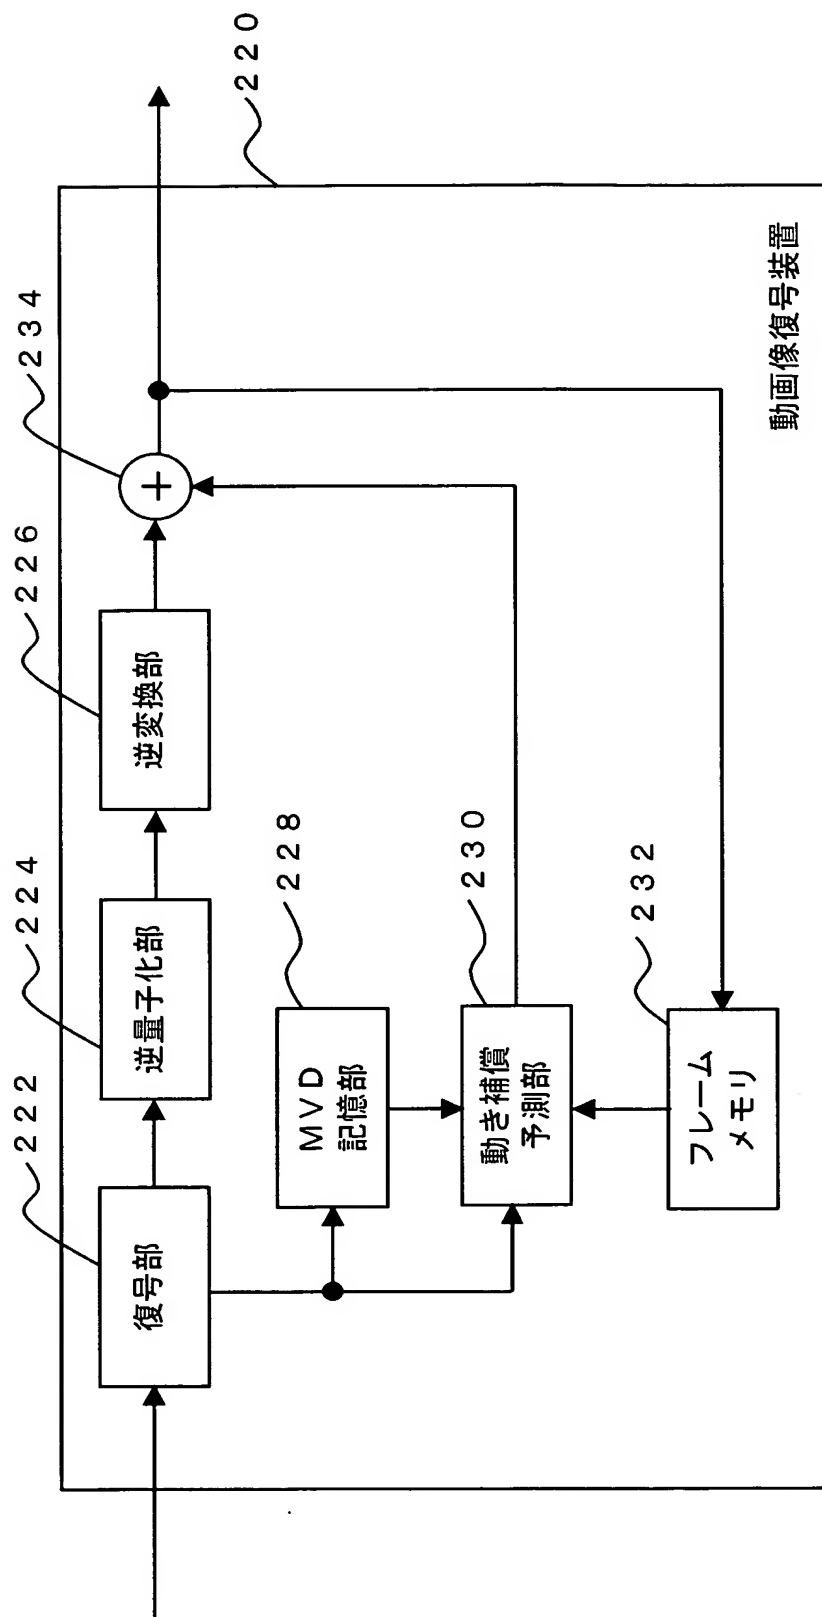 ２２２
２２４
２２６
２３４
２２０
復号部
逆量子化部
逆変換部
＋
２２８
ＭＶＤ
記憶部
２３０
動き補償
予測部
２３２
フレーム
メモリ
動画像復号装置